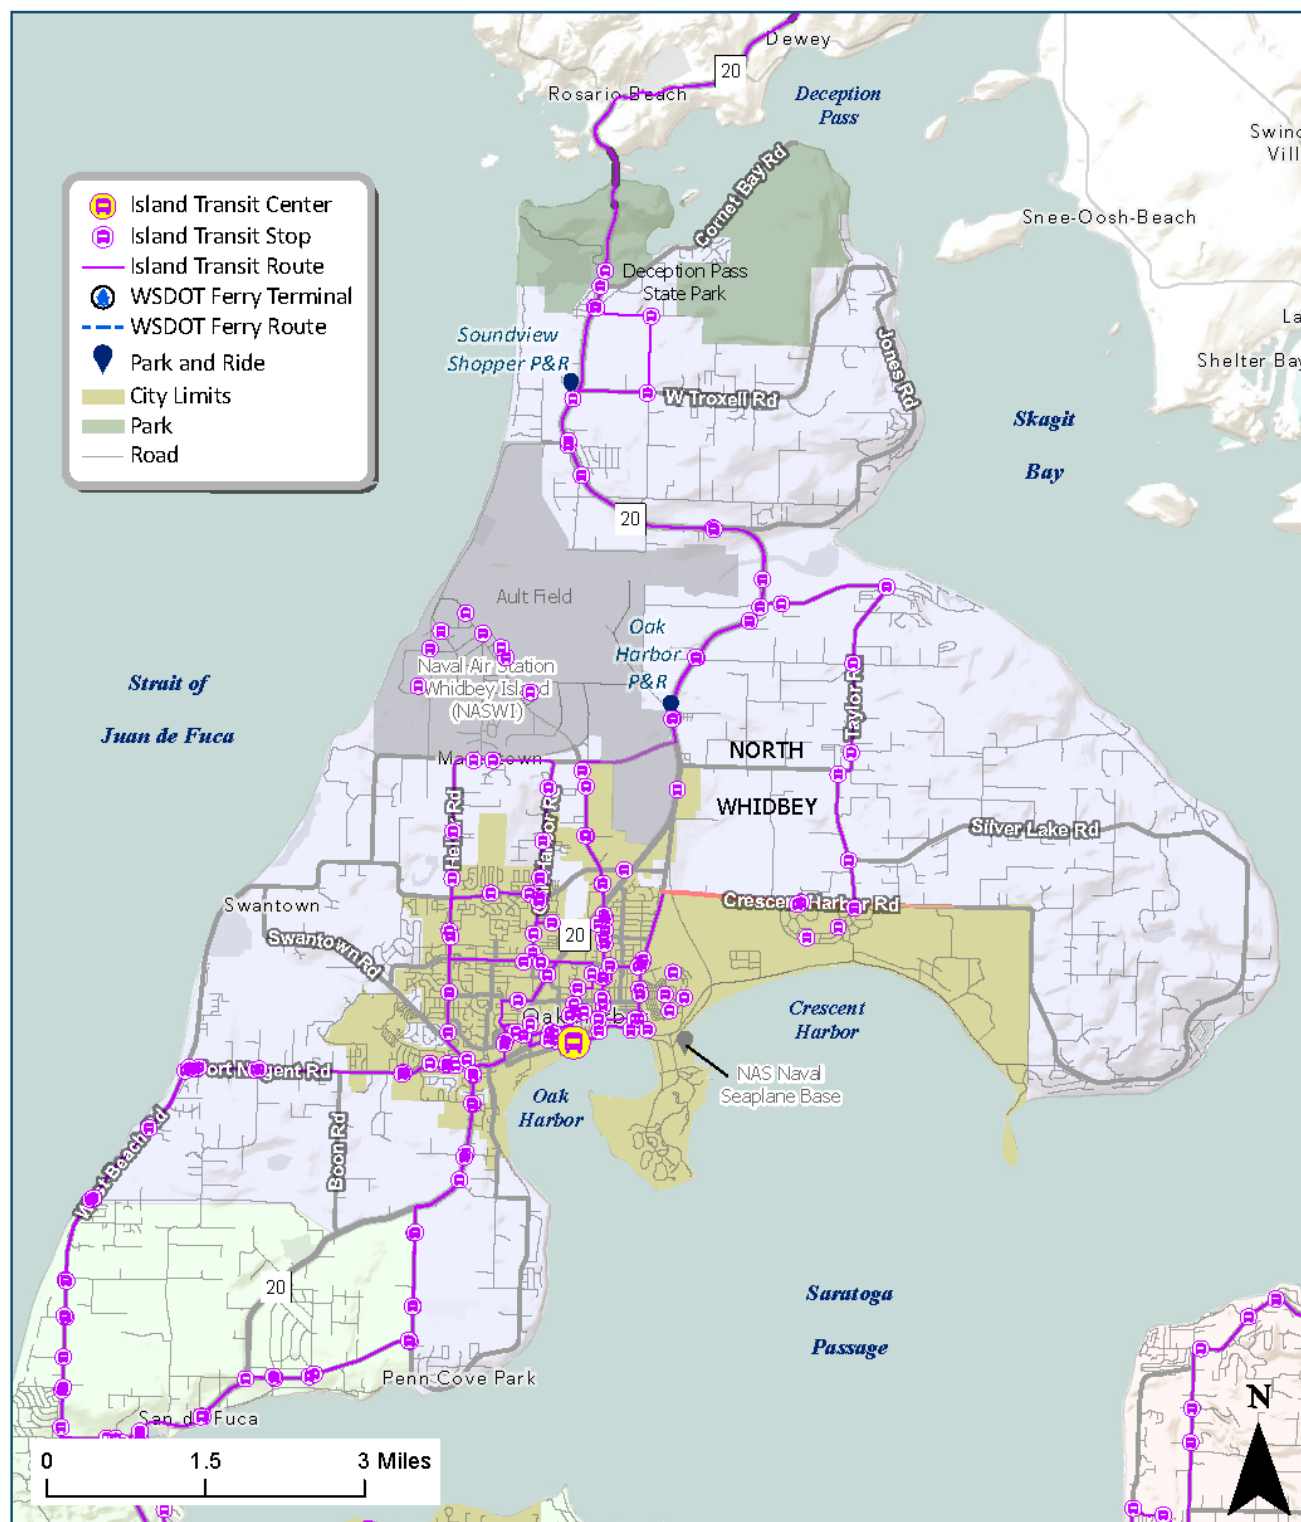 Dewey
20
Rosario Beach
Deception
Pass
Swino
Vill
Cornet Bay Rd
Island Transit Center
Island Transit Stop
Island Transit Route
WSDOT Ferry Terminal
WSDOT Ferry Route
Park and Ride
City Limits
Park
Road
Snee-Oosh-Beach
Deception Pass
State Park
La
Soundview
Shopper P&R
Jones Rd
Shelter Bay
W Troxell Rd
Skagit
Bay
20
Ault Field
Oak
Harbor
P&R
Naval Air Station
Whidbey Island
(NASWI)
Strait of
Juan de Fuca
Taylor Rd
NORTH
WHIDBEY
Heller Rd
Silver Lake Rd
Crescent Harbor Rd
Swantown
Swantown Rd
20
Crescent
Harbor
Oak
NAS Naval
Seaplane Base
Oak
Harbor
Fort Nugent Rd
Boon Rd
West Beach Rd
20
Saratoga
Passage
Penn Cove Park
San de Fuca
N
0 1.5 3 Miles